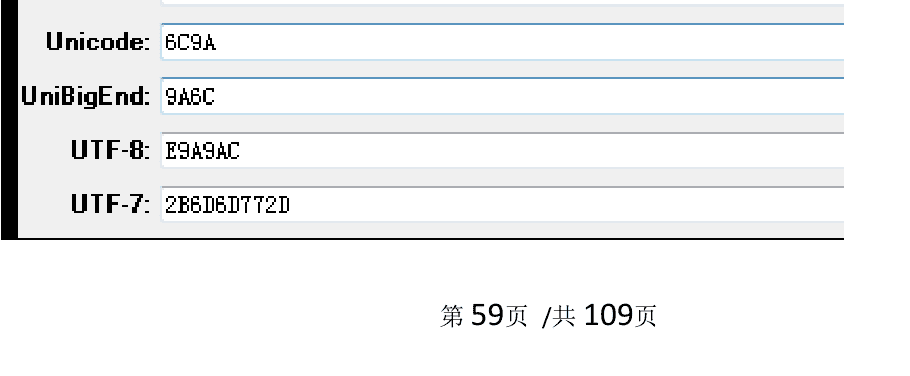 Unicode: 6C9A
UniBigEnd: 9A6C
UTF-8: E9A9AC
UTF-7: 2B6D6D772D
第 59页 /共 109页